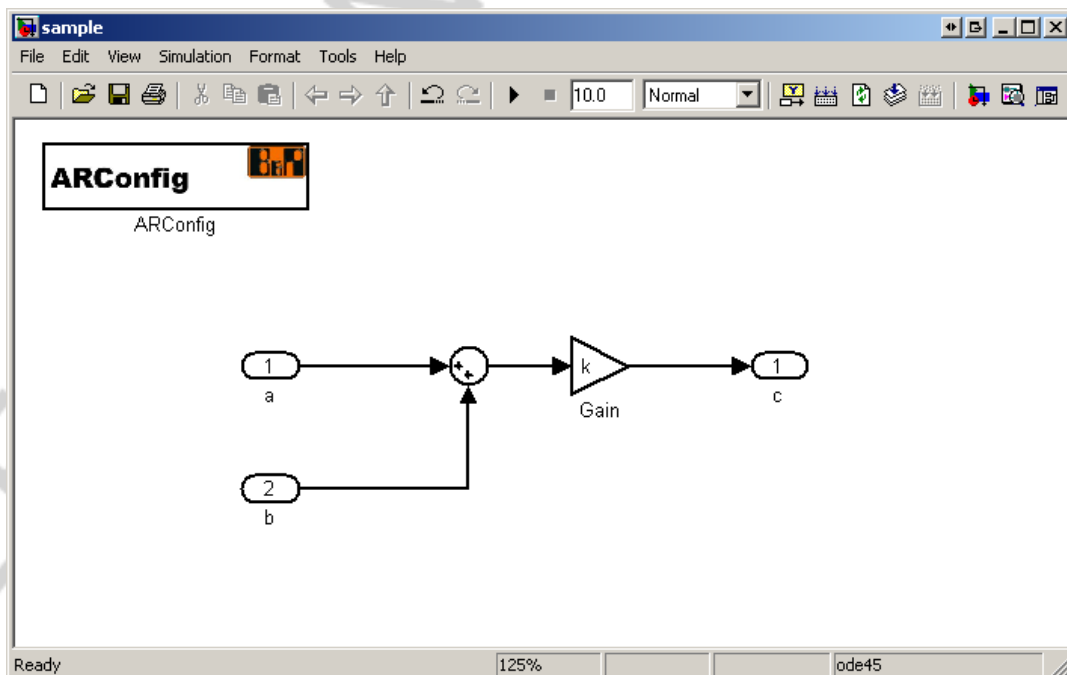 sample
File Edit View Simulation Format Tools Help
10.0 Normal
ARConfig B&R
ARConfig
1 k 1
a Gain c
2
b
Ready 125% ode45